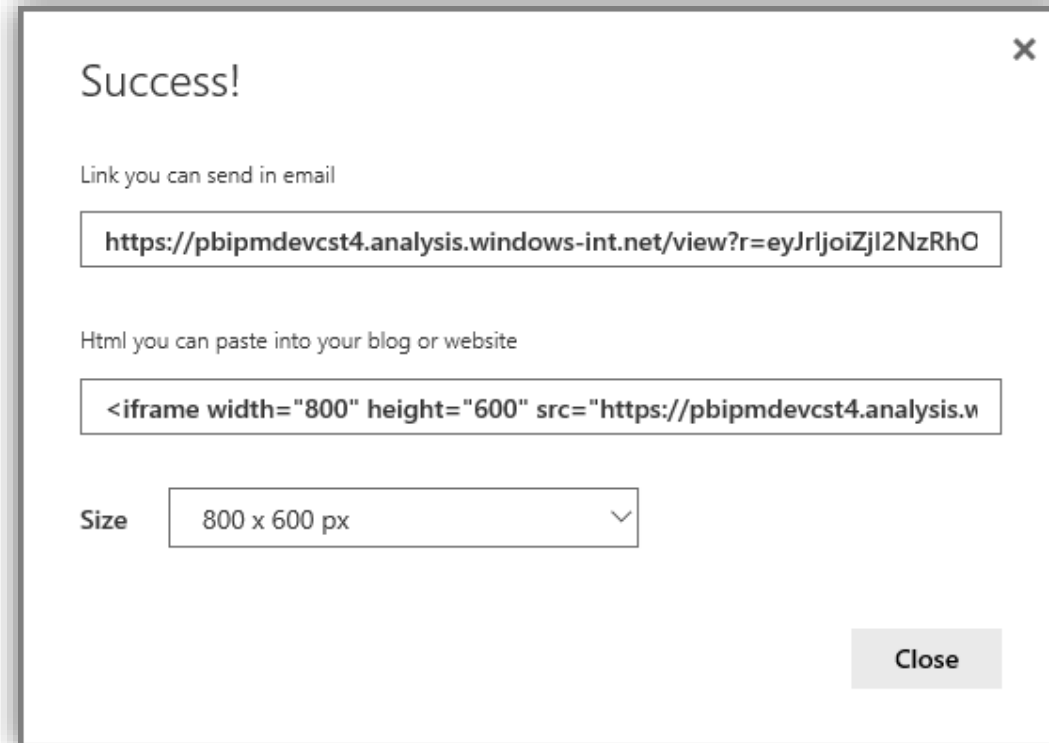 Success!
Link you can send in email
https://pbipmdevcst4.analysis.windows-int.net/view?r=eyJrIjoiZjI2NzRhO
Html you can paste into your blog or website
<iframe width="800" height="600" src="https://pbipmdevcst4.analysis.w
Size
800 x 600 px
Close